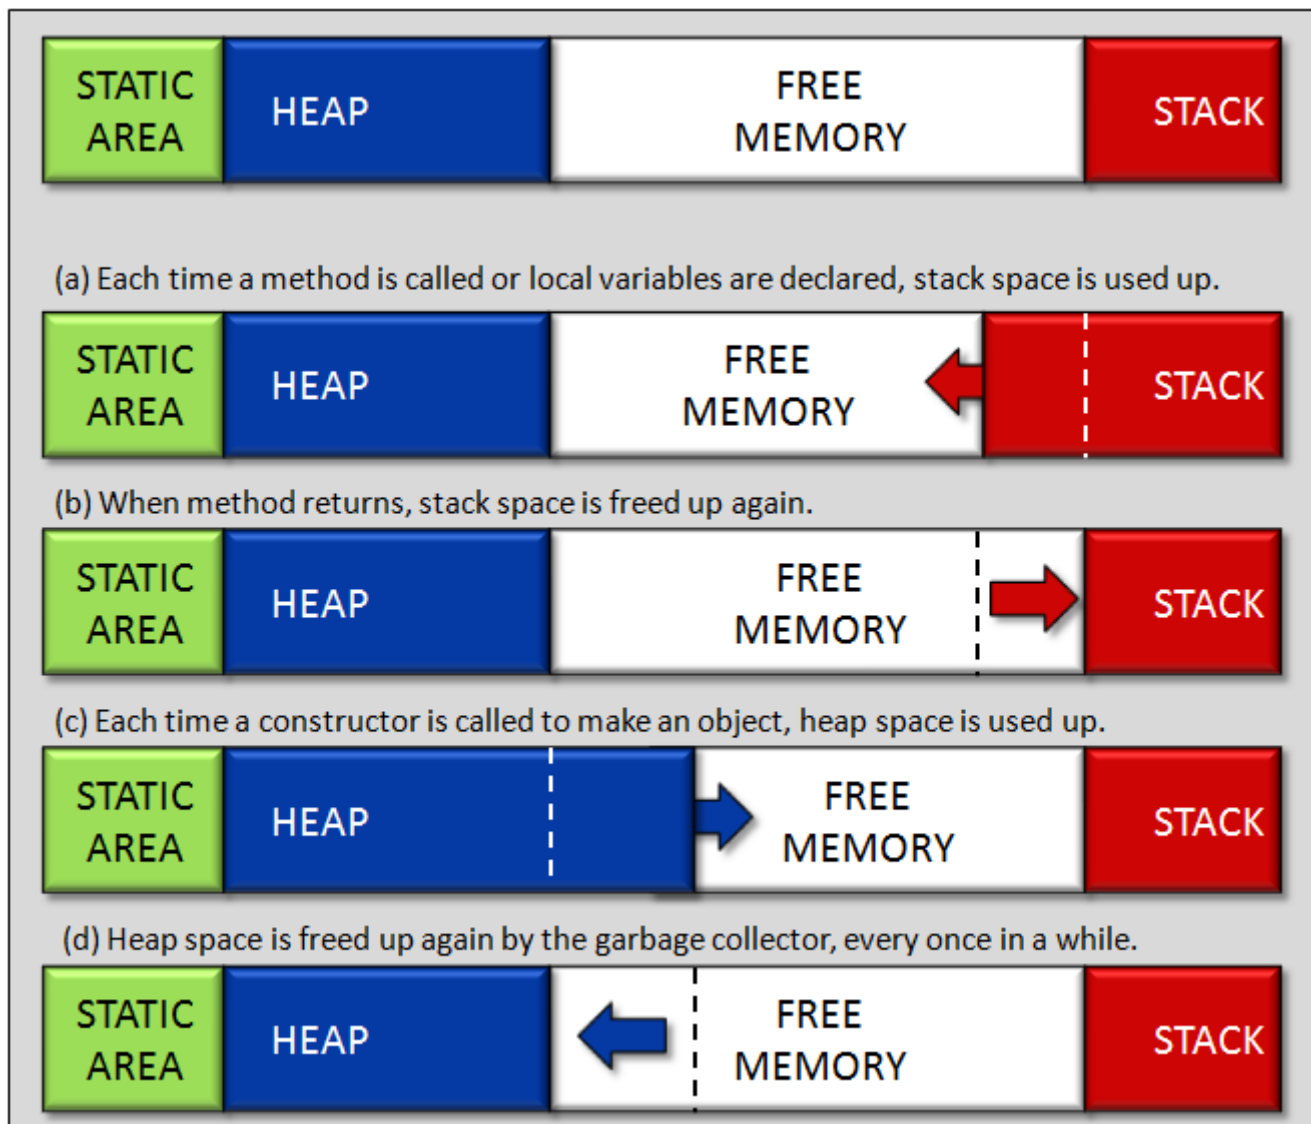 STATIC
AREA
HEAP
FREE
MEMORY
STACK
(a) Each time a method is called or local variables are declared, stack space is used up.
STATIC
AREA
HEAP
FREE
MEMORY
STACK
(b) When method returns, stack space is freed up again.
STATIC
AREA
HEAP
FREE
MEMORY
STACK
(c) Each time a constructor is called to make an object, heap space is used up.
STATIC
AREA
HEAP
FREE
MEMORY
STACK
(d) Heap space is freed up again by the garbage collector, every once in a while.
STATIC
AREA
HEAP
FREE
MEMORY
STACK